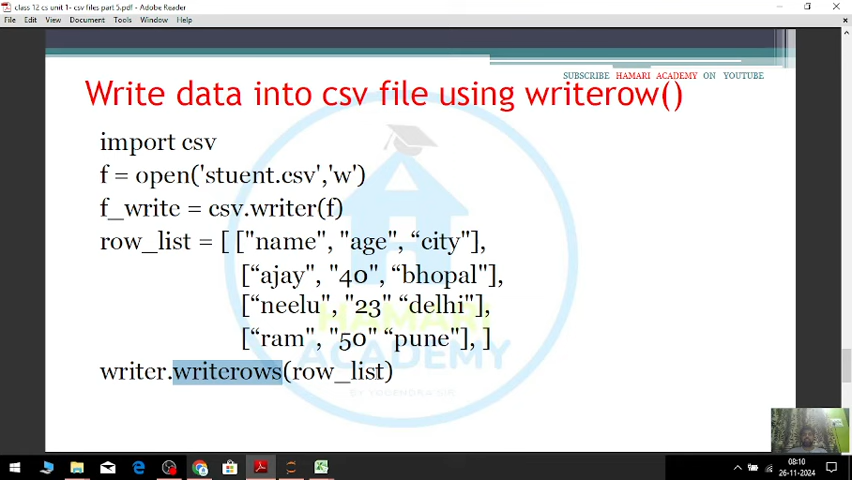 class 12 cs unit 1- csv files part 5.pdf - Adobe Reader
File Edit View Document Tools Window Help
SUBSCRIBE HAMARI ACADEMY ON YOUTUBE
Write data into csv file using writerow()
import csv
f = open('stuent.csv','w')
f_write = csv.writer(f)
row_list = [ ["name", "age", “city"],
[“ajay", "40", “bhopal"],
[“neelu", "23" “delhi"],
[“ram", "50" “pune"], ]
writer.writerows(row_list)
HAMARI
ACADEMY
08:10
26-11-2024